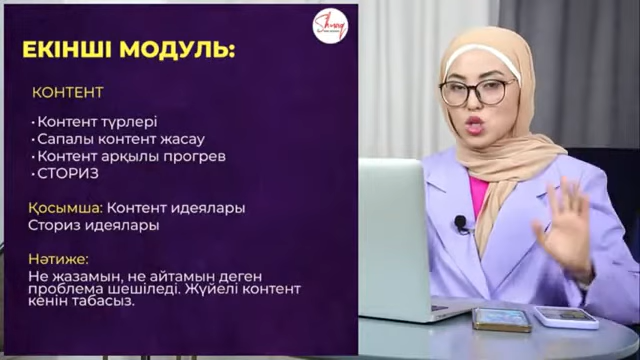 ЕКІНШІ МОДУЛЬ:
КОНТЕНТ
·Контент түрлері
·Сапалы контент жасау
·Контент арқылы прогрев
·СТОРИЗ
Қосымша: Контент идеялары
Сториз идеялары
Нәтиже:
Не жазамын, не айтамын деген
проблема шешіледі. Жүйелі контент
кенін табасыз.